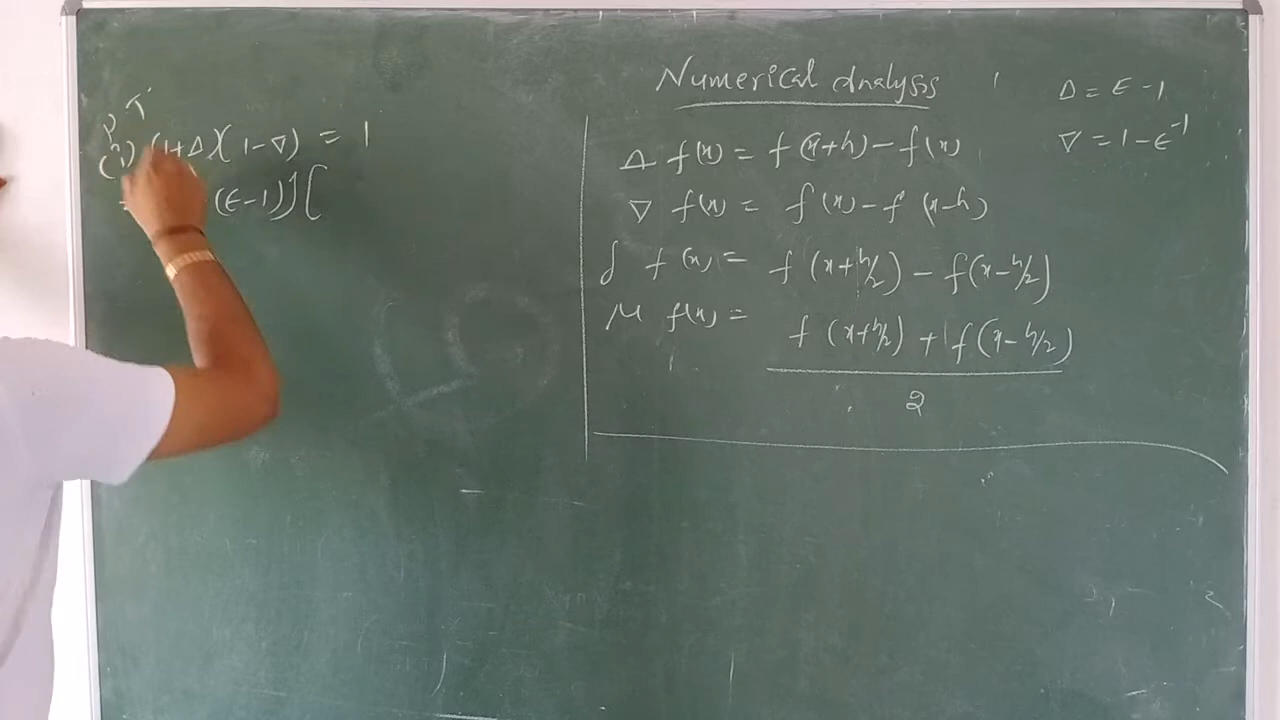 P.T
(i) (1+Δ)(1-∇) = 1
= (E-1)][
Numerical Analysis
Δ f(x) = f(x+h) - f(x)
∇ f(x) = f(x) - f(x-h)
δ f(x) = f(x+h/2) - f(x-h/2)
μ f(x) = f(x+h/2) + f(x-h/2)
2
Δ = E - 1
∇ = 1 - E⁻¹